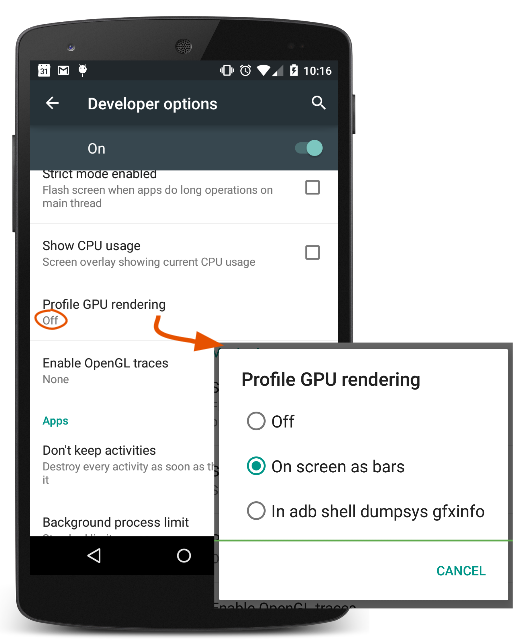 31
10:16
Developer options
On
Strict mode enabled
Flash screen when apps do long operations on
main thread
Show CPU usage
Screen overlay showing current CPU usage
Profile GPU rendering
Off
Enable OpenGL traces
None
Apps
Don't keep activities
Destroy every activity as soon as th
it
Background process limit
Profile GPU rendering
Off
On screen as bars
In adb shell dumpsys gfxinfo
CANCEL
Enable OpenGL traces